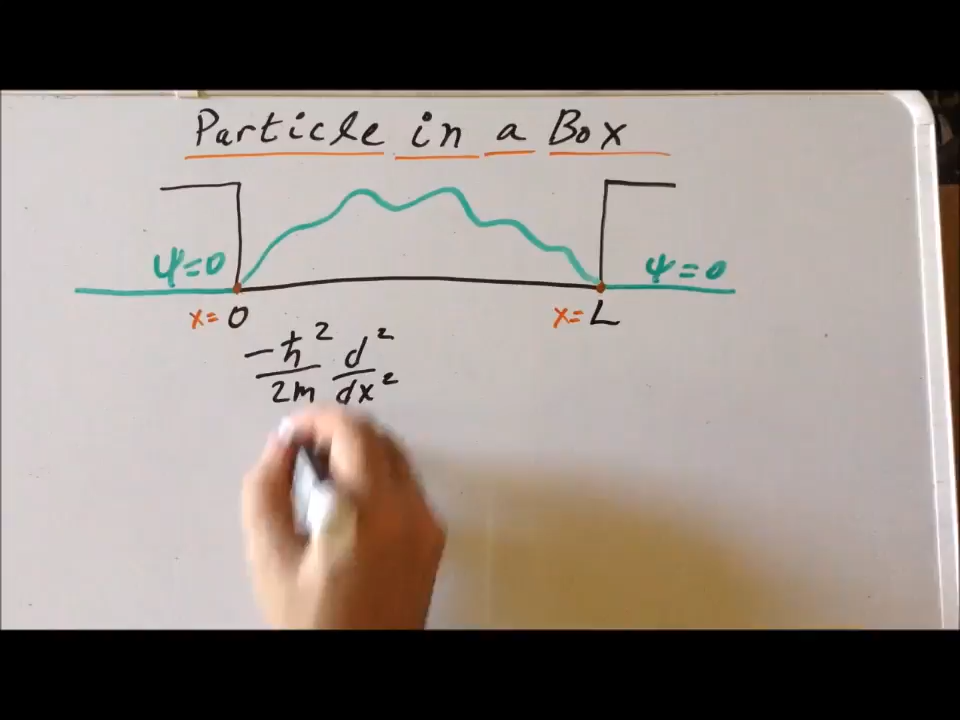 Particle in a Box
ψ=0 ψ=0
x= 0 x= L
-ħ² d²
2m dx²